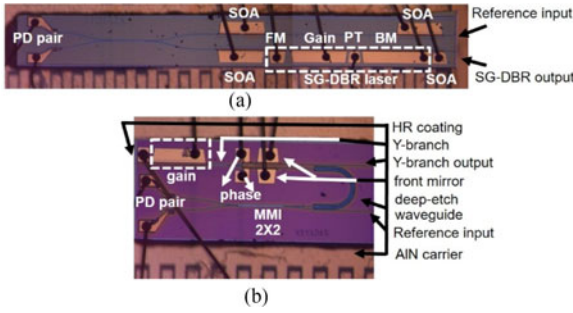 SOA
SOA
Reference input
PD pair
FM
Gain
PT
BM
SOA
SG-DBR laser
SOA
SG-DBR output
(a)
HR coating
Y-branch
Y-branch output
gain
front mirror
phase
PD pair
deep-etch
waveguide
MMI
2X2
Reference input
AlN carrier
(b)